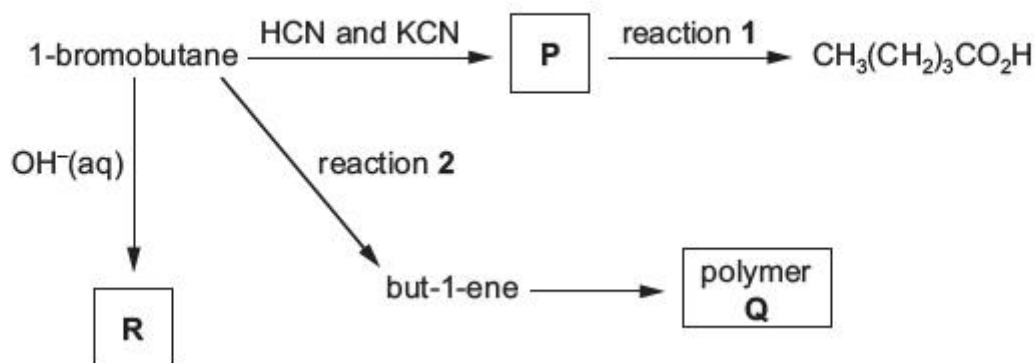 HCN and KCN
1-bromobutane
P
reaction 1
CH₃(CH₂)₃CO₂H
OH⁻(aq)
reaction 2
but-1-ene
polymer
Q
R